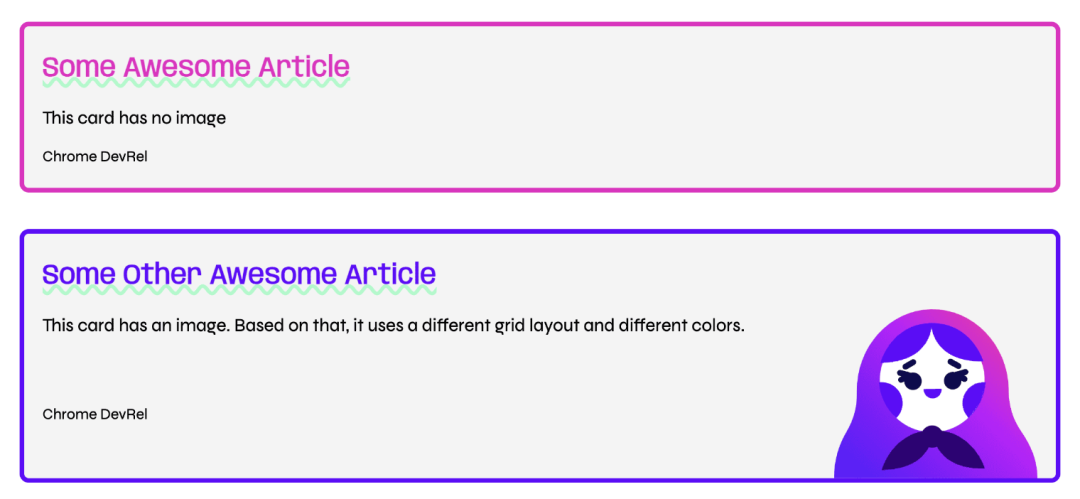 Some Awesome Article
This card has no image
Chrome DevRel
Some Other Awesome Article
This card has an image. Based on that, it uses a different grid layout and different colors.
Chrome DevRel